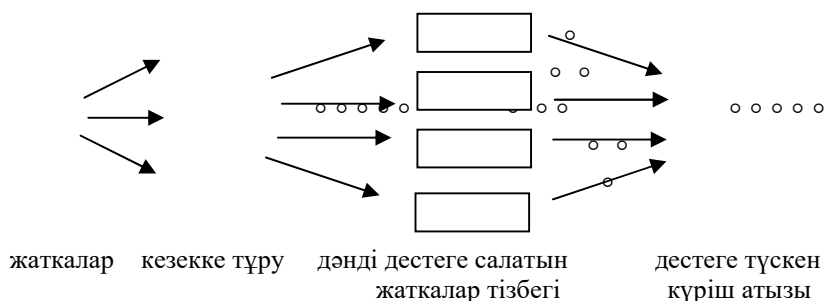 жаткалар кезекке тұру дәнді дестеге салатын дестеге түскен
жаткалар тізбегі күріш атызы